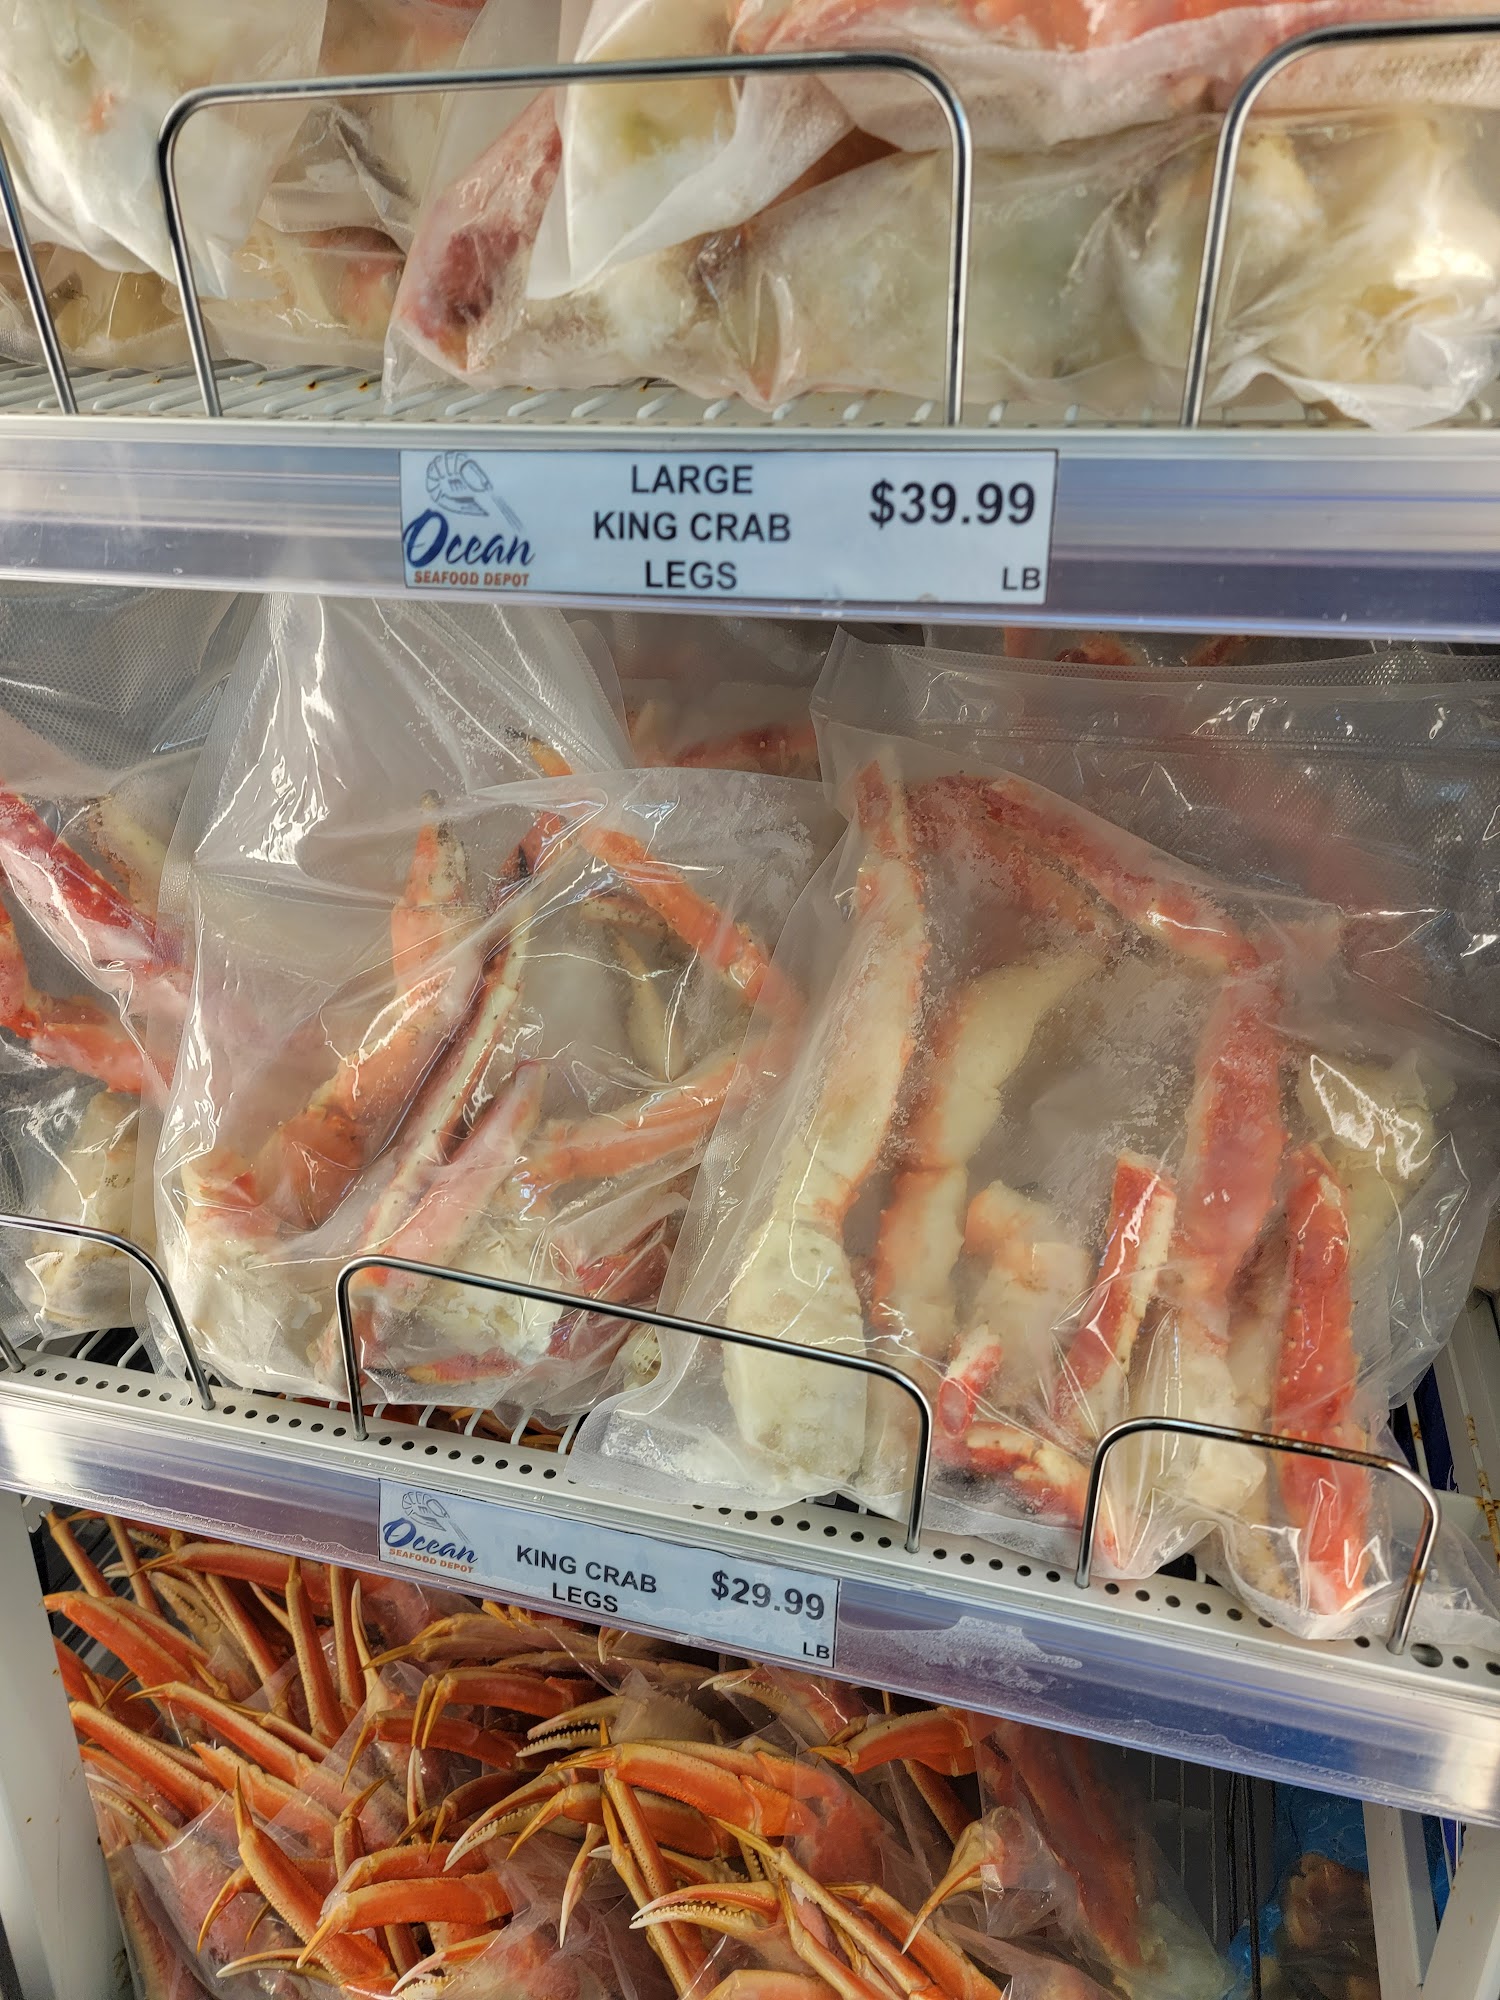 Ocean
SEAFOOD DEPOT
LARGE
KING CRAB
LEGS
$39.99
LB
Ocean
SEAFOOD DEPOT
KING CRAB
LEGS
$29.99
LB